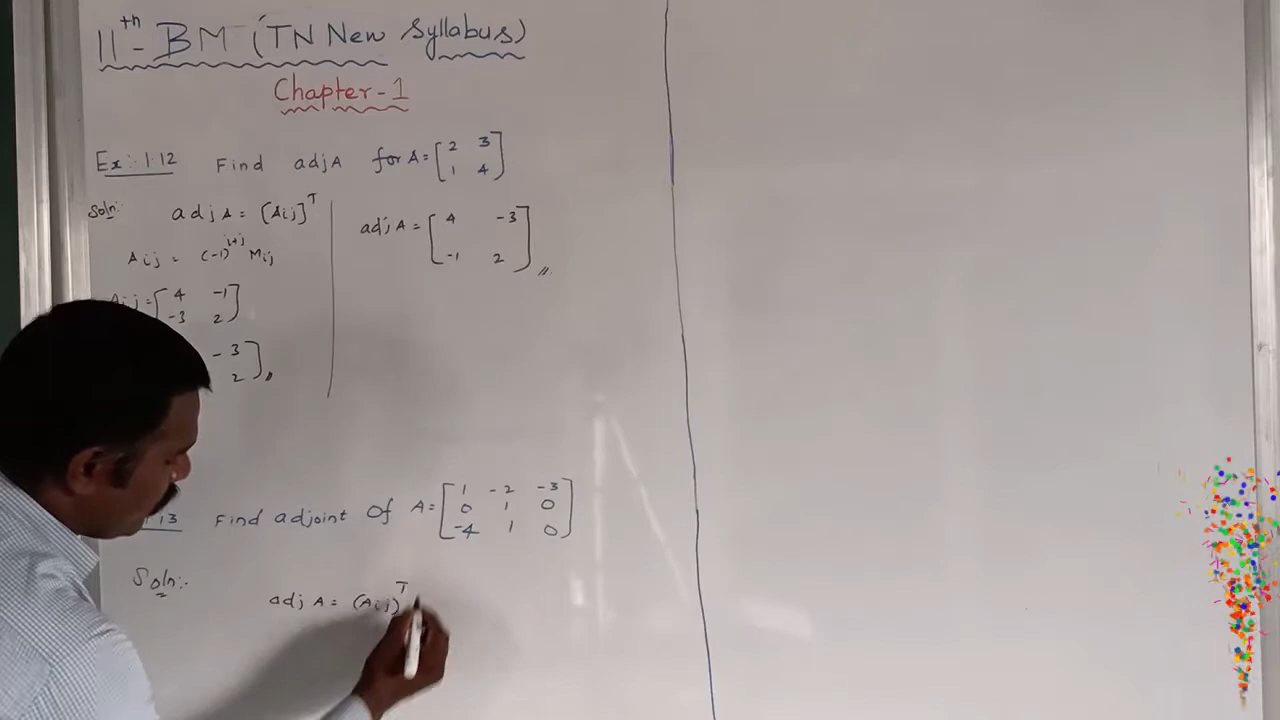 11th - BM (TN New Syllabus)
Chapter-1
Ex:- 1.12 Find adj A for A = [ 2 3
1 4 ]
Soln:- adj A = (Aij)^T
Aij = (-1)^i+j Mij
Aij = [ 4 -1
-3 2 ]
-3
2 ]
adj A = [ 4 -3
-1 2 ]
1.13 Find adjoint of A = [ 1 -2 -3
0 1 0
-4 1 0 ]
Soln:-
adj A = (Aij)^T